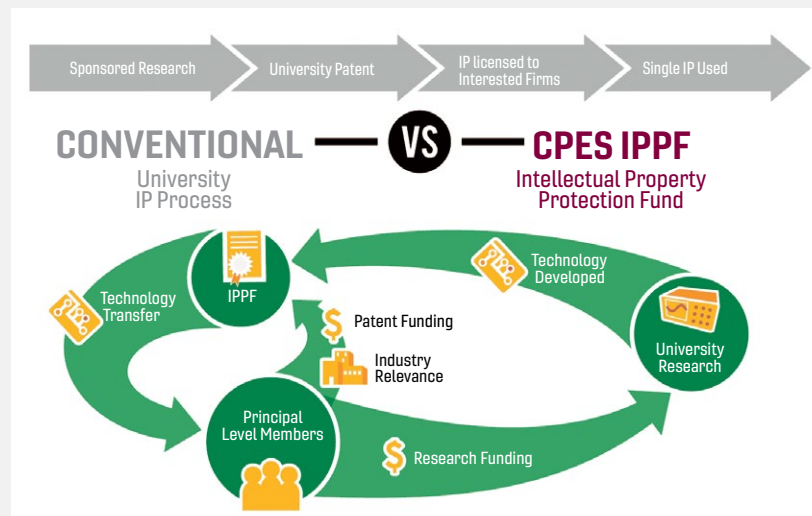 Sponsored Research
University Patent
IP licensed to
Interested Firms
Single IP Used
CONVENTIONAL
University
IP Process
VS
CPES IPPF
Intellectual Property
Protection Fund
IPPF
Technology
Transfer
Technology
Developed
$ Patent Funding
Industry
Relevance
University
Research
Principal
Level Members
$ Research Funding